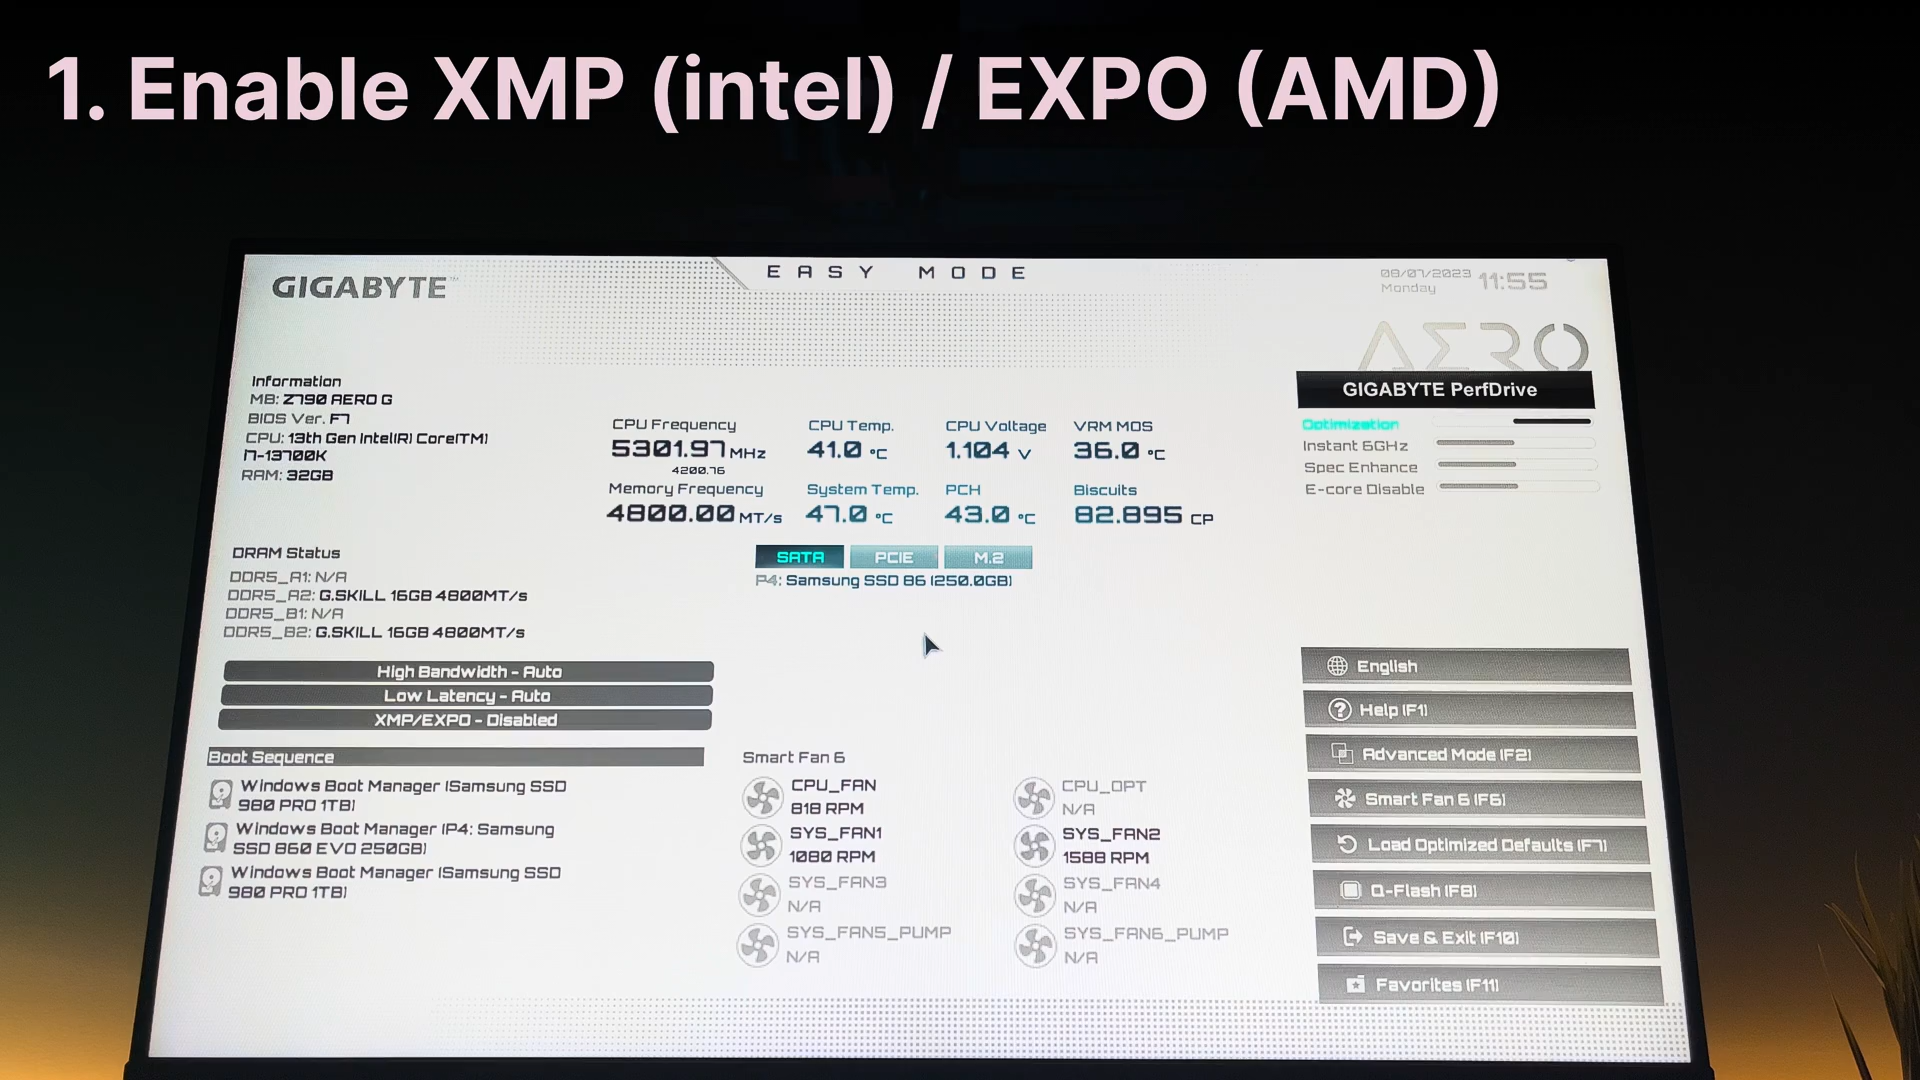 1. Enable XMP (intel) / EXPO (AMD)
GIGABYTE™
EASY MODE
08/07/2023
Monday
11:55
AERO
Information
MB: Z790 AERO G
BIOS Ver. F7
CPU: 13th Gen Intel(R) Core(TM)
i7-13700K
RAM: 32GB
CPU Frequency
5301.97 MHz
4200.76
CPU Temp.
41.0 °C
CPU Voltage
1.104 V
VRM MOS
36.0 °C
Memory Frequency
4800.00 MT/s
System Temp.
47.0 °C
PCH
43.0 °C
Biscuits
82.895 CP
GIGABYTE PerfDrive
Optimization
Instant 6GHz
Spec Enhance
E-core Disable
DRAM Status
DDR5_A1: N/A
DDR5_A2: G.SKILL 16GB 4800MT/s
DDR5_B1: N/A
DDR5_B2: G.SKILL 16GB 4800MT/s
SATA PCIE M.2
P4: Samsung SSD 86 (250.0GB)
High Bandwidth - Auto
Low Latency - Auto
XMP/EXPO - Disabled
Boot Sequence
Windows Boot Manager (Samsung SSD
980 PRO 1TB)
Windows Boot Manager (P4: Samsung
SSD 860 EVO 250GB)
Windows Boot Manager (Samsung SSD
980 PRO 1TB)
Smart Fan 6
CPU_FAN
818 RPM
CPU_OPT
N/A
SYS_FAN1
1080 RPM
SYS_FAN2
1588 RPM
SYS_FAN3
N/A
SYS_FAN4
N/A
SYS_FAN5_PUMP
N/A
SYS_FAN6_PUMP
N/A
English
Help (F1)
Advanced Mode (F2)
Smart Fan 6 (F6)
Load Optimized Defaults (F7)
Q-Flash (F8)
Save & Exit (F10)
Favorites (F11)